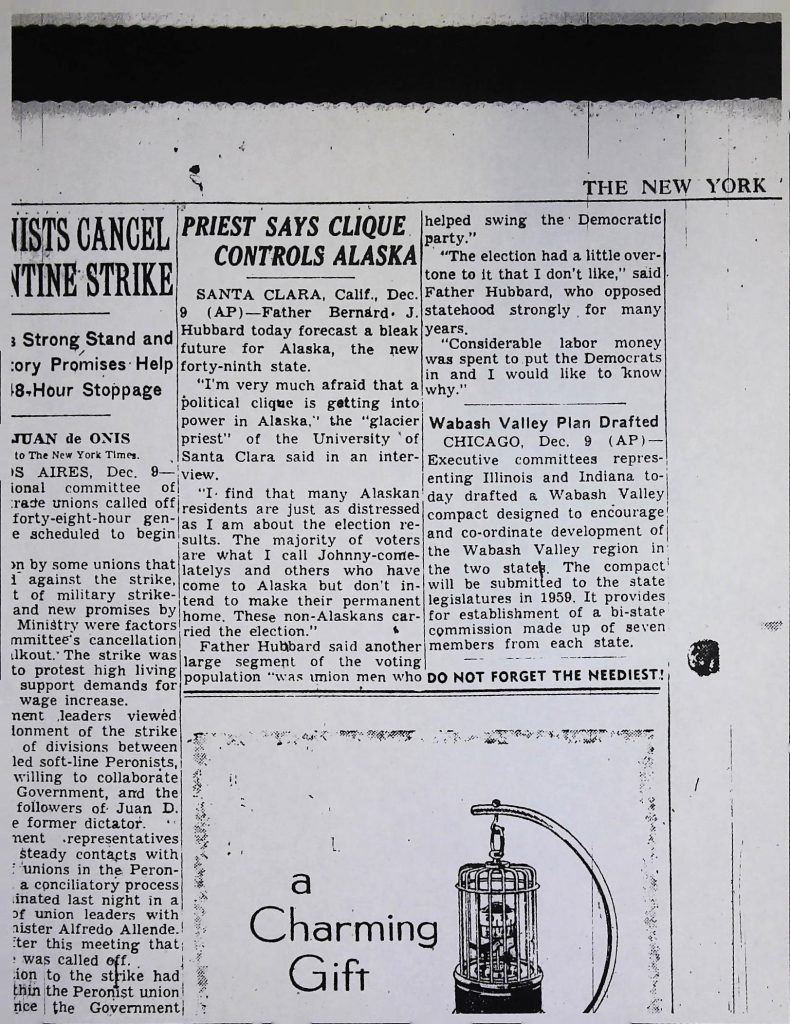 THE NEW YORK
NISTS CANCEL
NTINE STRIKE
s Strong Stand and
tory Promises Help
48-Hour Stoppage
JUAN de ONIS
to The New York Times.
OS AIRES, Dec. 9—
ional committee of
trade unions called off
forty-eight-hour gen-
e scheduled to begin
on by some unions that
against the strike,
t of military strike-
and new promises by
Ministry were factors
mmittee's cancellation
lkout. The strike was
to protest high living
support demands for
wage increase.
ment leaders viewed
donment of the strike
of divisions between
led soft-line Peronists,
willing to collaborate
Government, and the
followers of Juan D.
e former dictator.
ment representatives
steady contacts with
unions in the Peron-
a conciliatory process
inated last night in a
of union leaders with
nister Alfredo Allende.
ter this meeting that
was called off.
ion to the strike had
thin the Peronist union
nce the Government
PRIEST SAYS CLIQUE
CONTROLS ALASKA
SANTA CLARA, Calif., Dec.
9 (AP)—Father Bernard J.
Hubbard today forecast a bleak
future for Alaska, the new
forty-ninth state.
"I'm very much afraid that a
political clique is getting into
power in Alaska," the "glacier
priest" of the University of
Santa Clara said in an inter-
view.
"I find that many Alaskan
residents are just as distressed
as I am about the election re-
sults. The majority of voters
are what I call Johnny-come-
latelys and others who have
come to Alaska but don't in-
tend to make their permanent
home. These non-Alaskans car-
ried the election."
Father Hubbard said another
large segment of the voting
population "was union men who
helped swing the Democratic
party."
"The election had a little over-
tone to it that I don't like," said
Father Hubbard, who opposed
statehood strongly for many
years.
"Considerable labor money
was spent to put the Democrats
in and I would like to know
why."
Wabash Valley Plan Drafted
CHICAGO, Dec. 9 (AP)—
Executive committees repres-
enting Illinois and Indiana to-
day drafted a Wabash Valley
compact designed to encourage
and co-ordinate development of
the Wabash Valley region in
the two states. The compact
will be submitted to the state
legislatures in 1959. It provides
for establishment of a bi-state
commission made up of seven
members from each state.
DO NOT FORGET THE NEEDIEST!
a
Charming
Gift